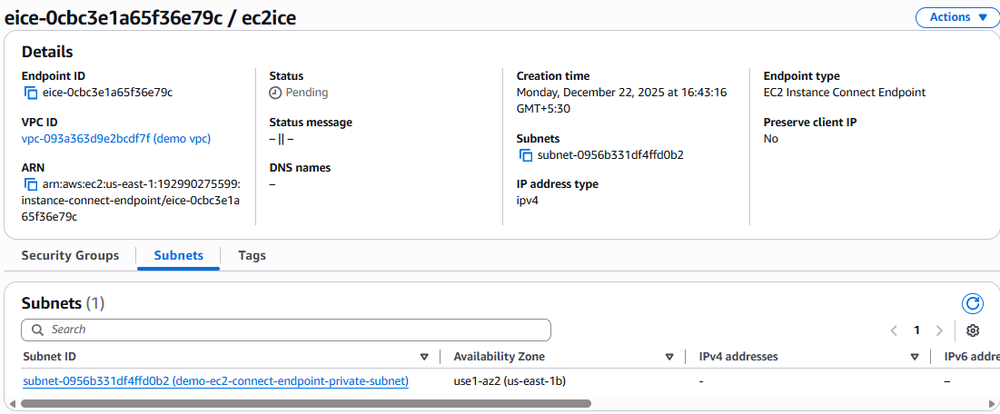 eice-0cbc3e1a65f36e79c / ec2ice
Actions
Details
Endpoint ID
eice-0cbc3e1a65f36e79c
VPC ID
vpc-093a363d9e2bcdf7f (demo vpc)
ARN
arn:aws:ec2:us-east-1:192990275599:
instance-connect-endpoint/eice-0cbc3e1a
65f36e79c
Status
Pending
Status message
– || –
DNS names
–
Creation time
Monday, December 22, 2025 at 16:43:16
GMT+5:30
Subnets
subnet-0956b331df4ffd0b2
IP address type
ipv4
Endpoint type
EC2 Instance Connect Endpoint
Preserve client IP
No
Security Groups
Subnets
Tags
Subnets (1)
Search
1
Subnet ID
Availability Zone
IPv4 addresses
IPv6 addre
subnet-0956b331df4ffd0b2 (demo-ec2-connect-endpoint-private-subnet)
use1-az2 (us-east-1b)
-
–